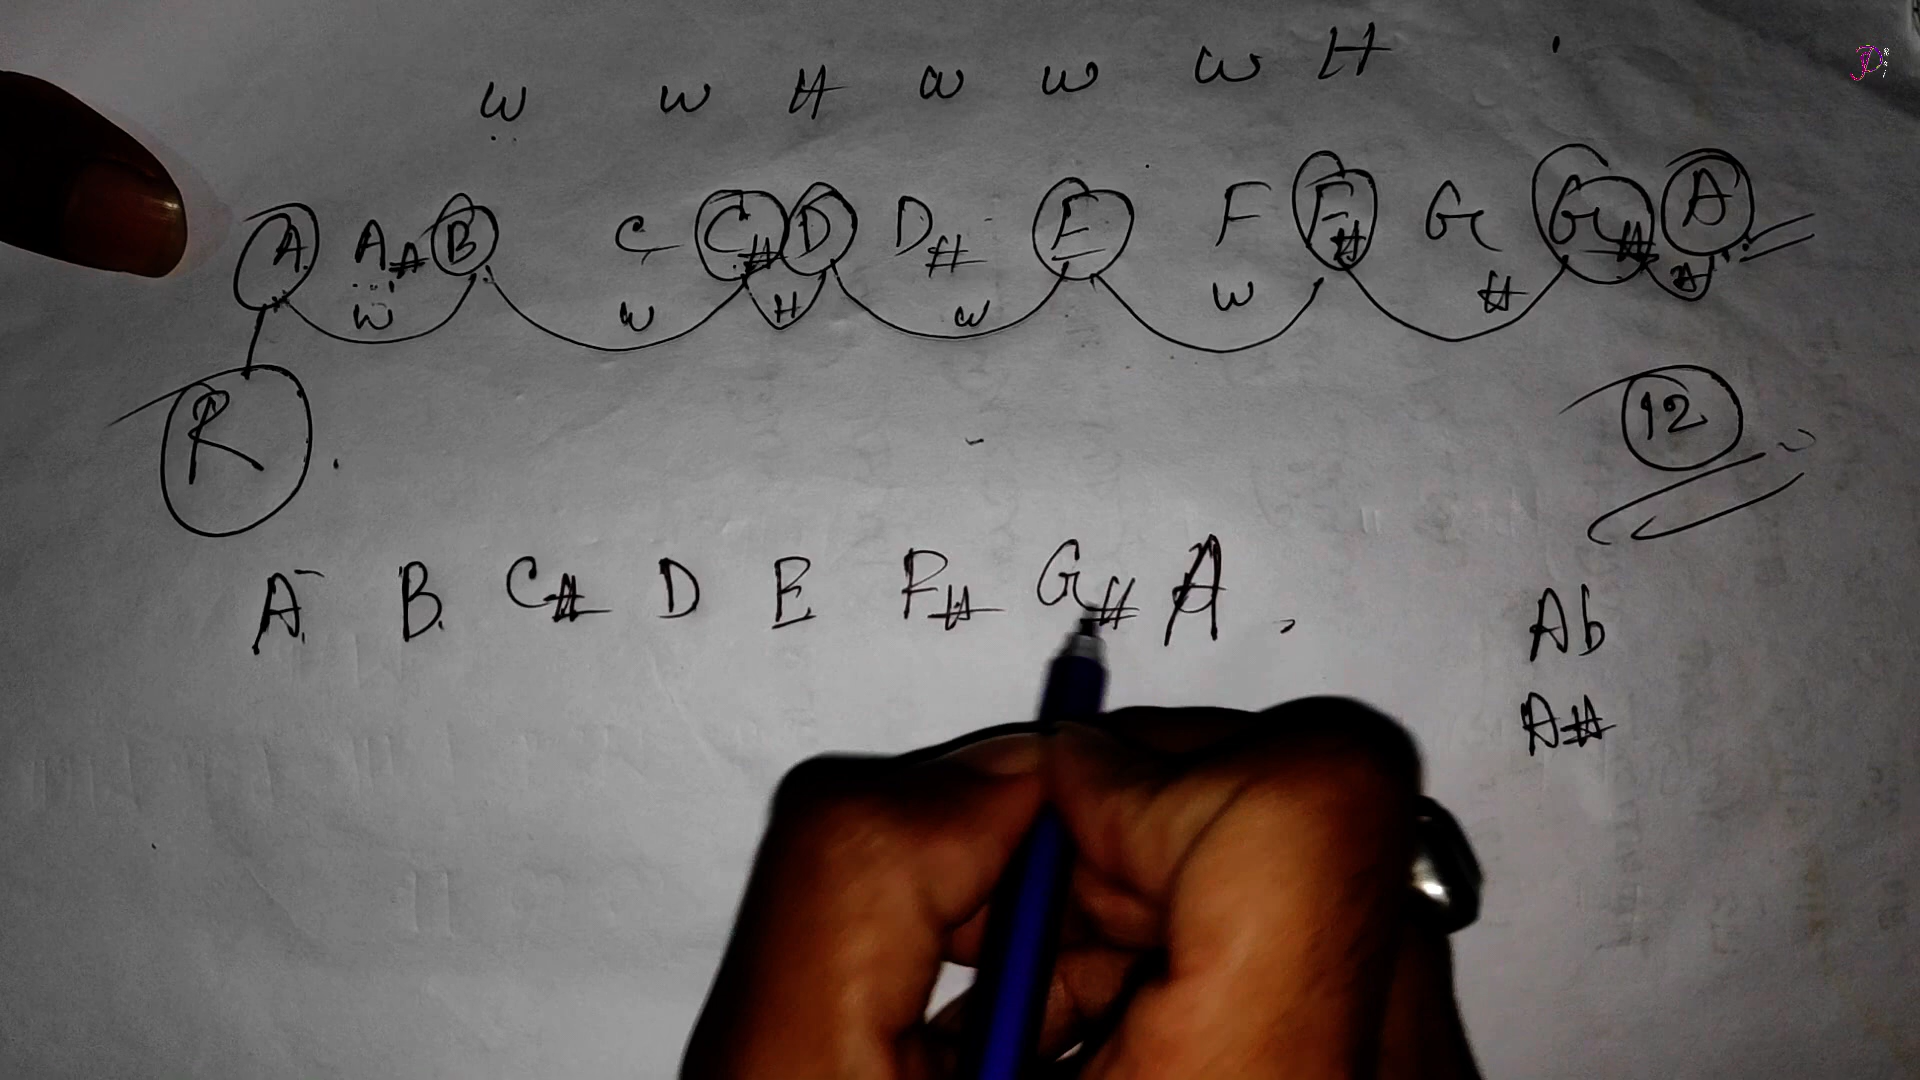 W W H W W W H
A A# B C C# D D# E F F# G G# A
W W H W W # H
R 12
A B C# D E F# G# A
Ab
A#